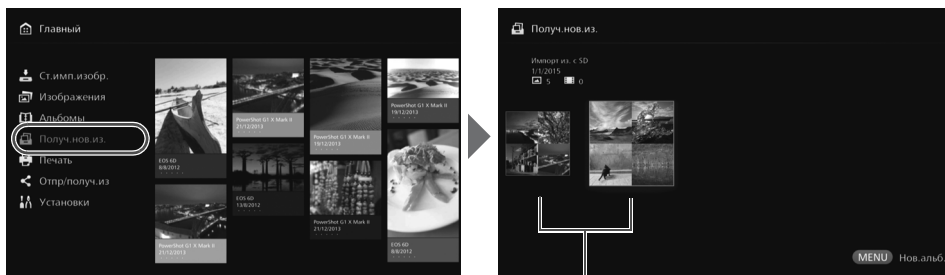 Главный
Ст.имп.изобр.
Изображения
Альбомы
Получ.нов.из.
Печать
Отпр/получ.из
Установки
EOS 6D
8/8/2012
PowerShot G1 X Mark II
21/12/2013
PowerShot G1 X Mark II
21/12/2013
EOS 6D
13/8/2012
PowerShot G1 X Mark II
19/12/2013
PowerShot G1 X Mark II
21/12/2013
PowerShot G1 X Mark II
19/12/2013
EOS 6D
8/8/2012
Получ.нов.из.
Импорт из. с SD
1/1/2015
5 0
MENU Нов.альб.